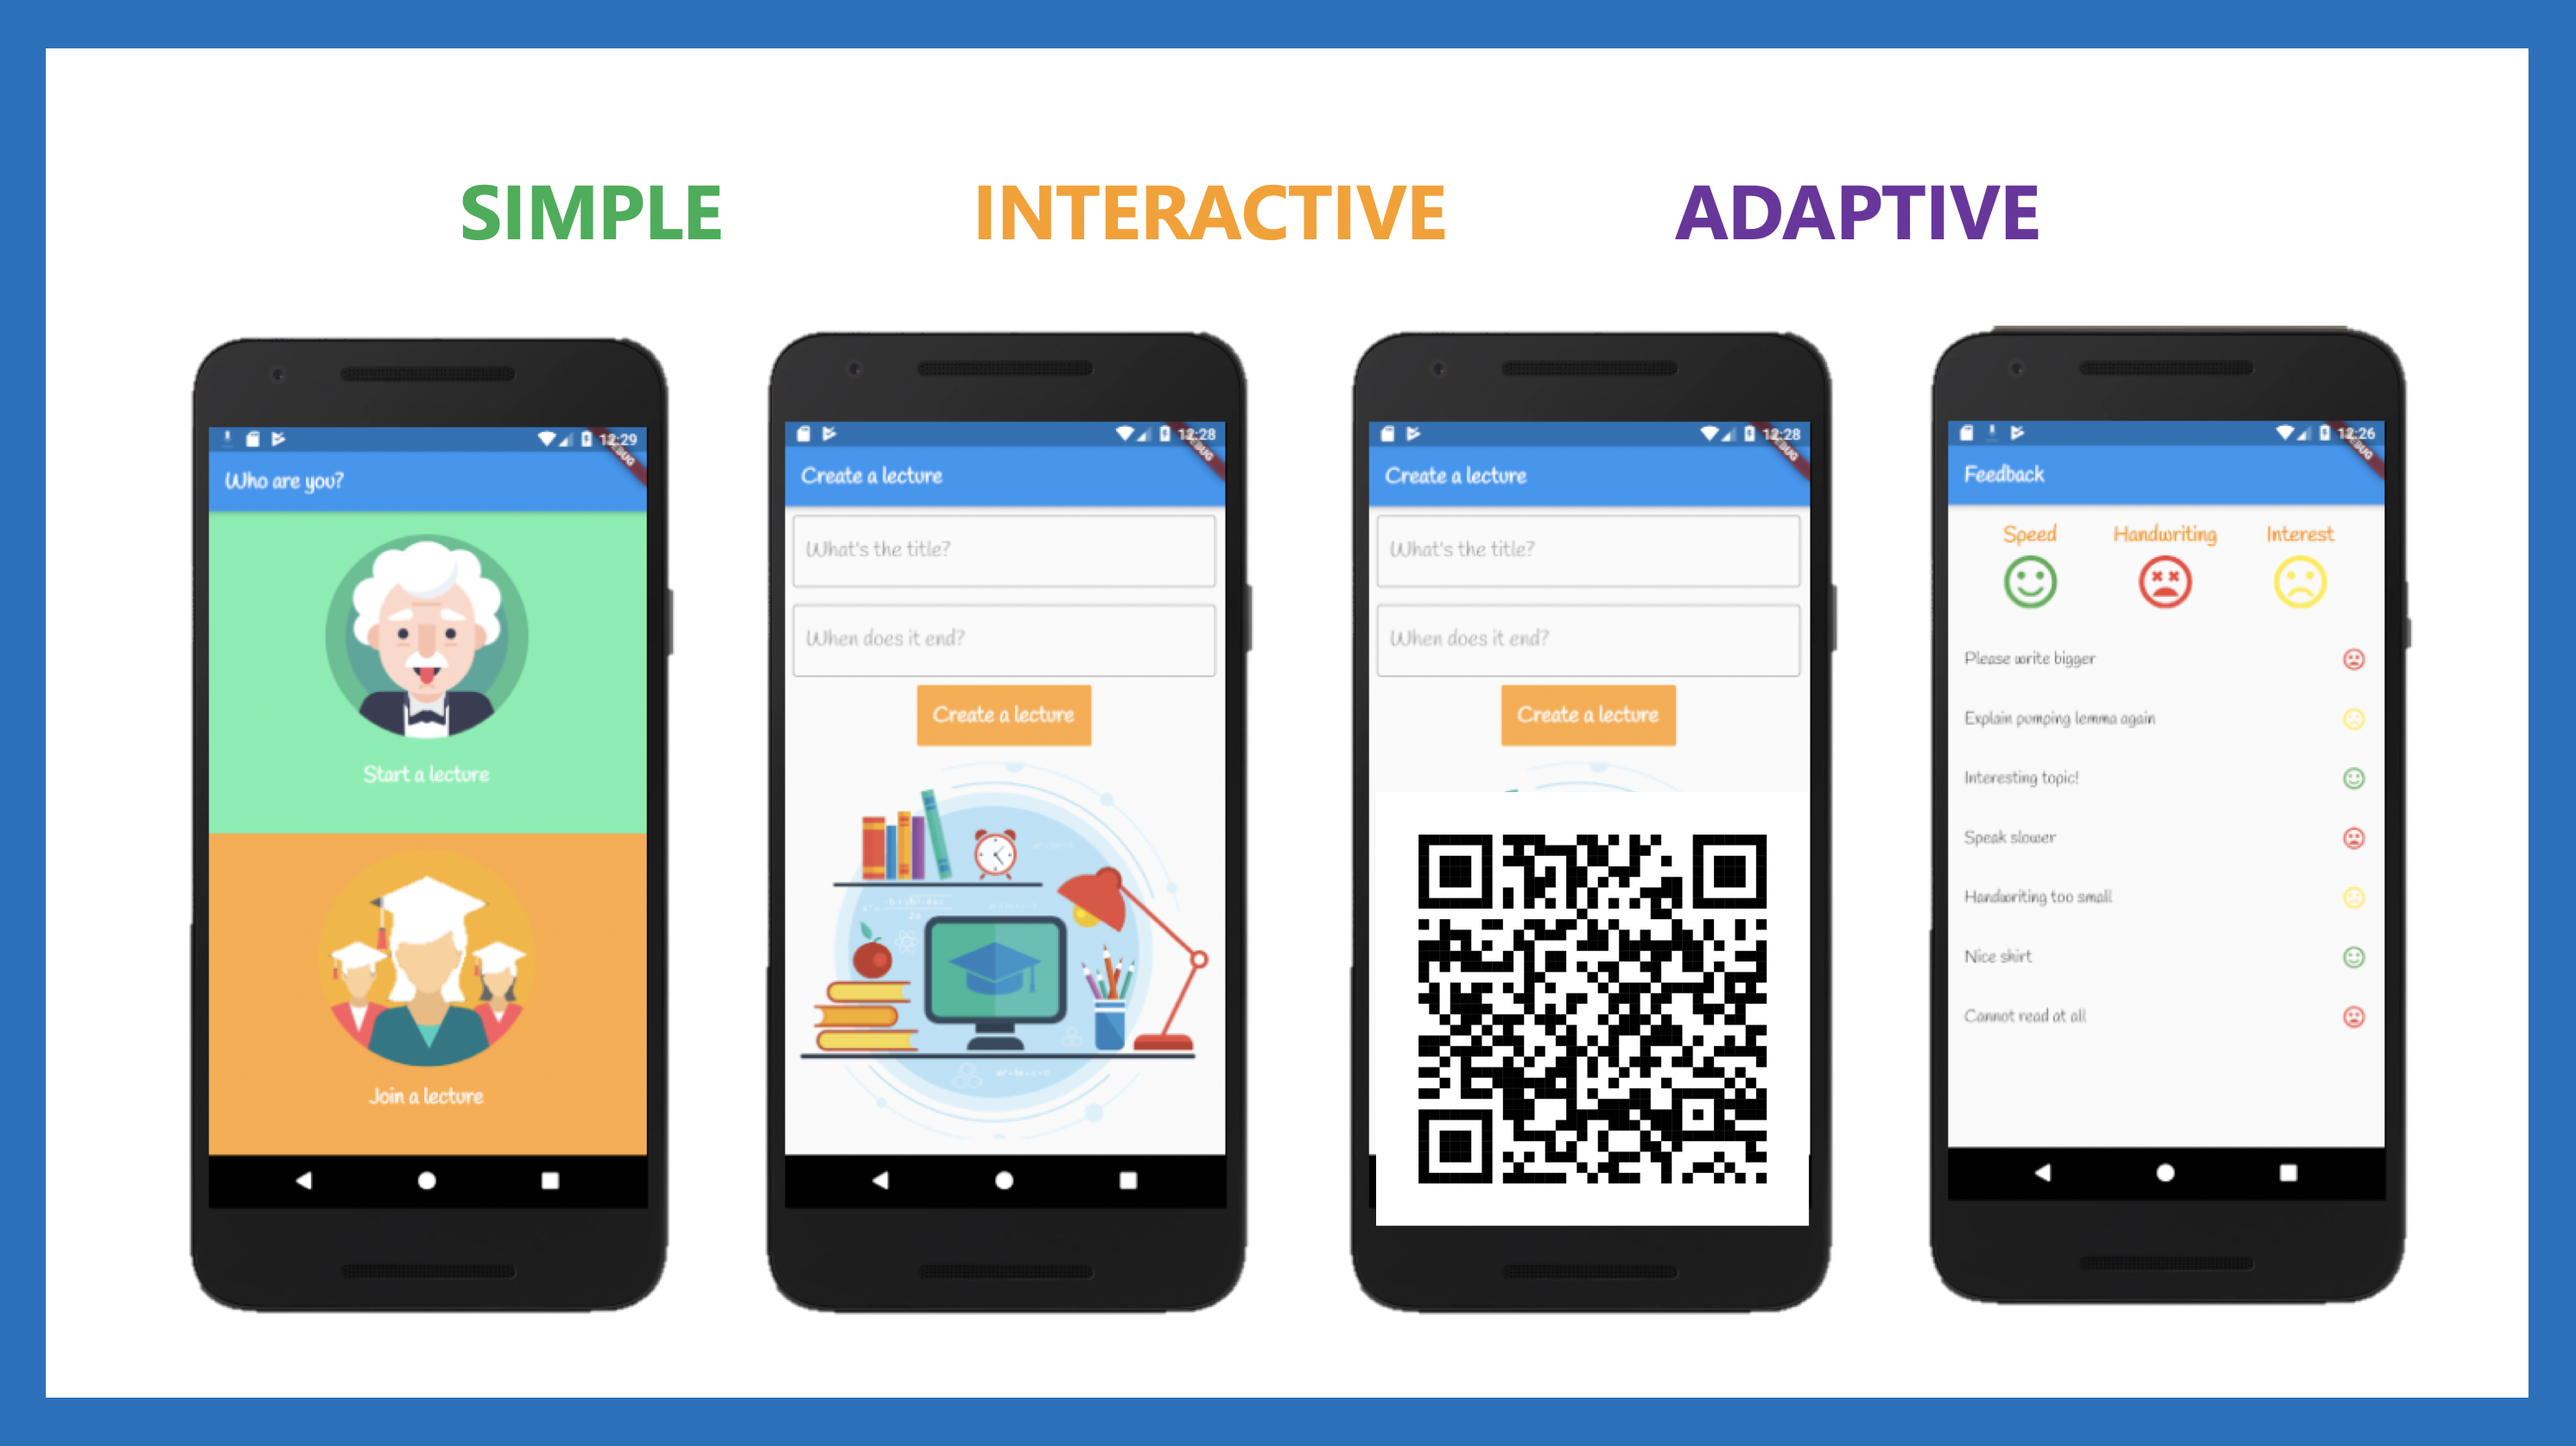 SIMPLE INTERACTIVE ADAPTIVE
12:29
Who are you?
Start a lecture
Join a lecture
12:28
DEBUG
Create a lecture
What's the title?
When does it end?
Create a lecture
12:28
DEBUG
Create a lecture
What's the title?
When does it end?
Create a lecture
12:26
Feedback
Speed Handwriting Interest
Please write bigger
Explain pumping lemma again
Interesting topic!
Speak slower
Handwriting too small
Nice shirt
Cannot read at all